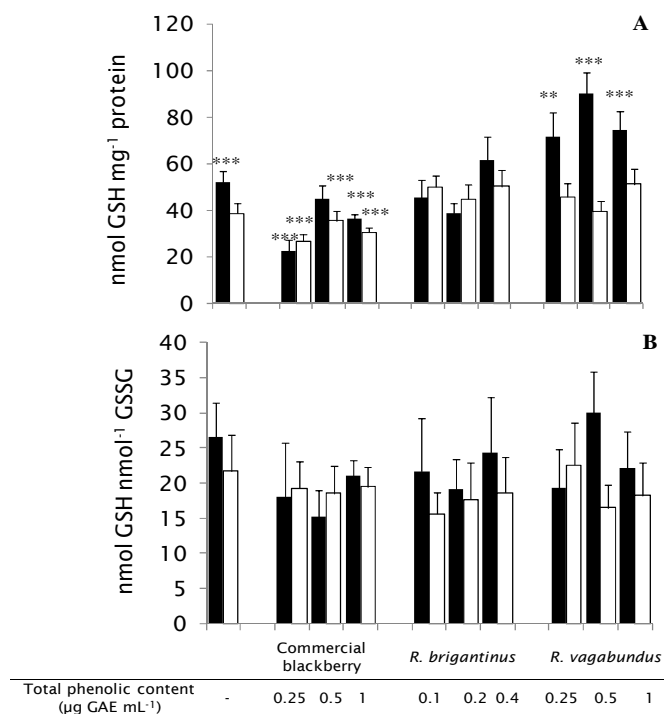 A
120
100
80
60
40
20
0
nmol GSH mg⁻¹ protein
*** *** *** *** *** *** ** *** ***
B
40
35
30
25
20
15
10
5
0
nmol GSH nmol⁻¹ GSSG
Commercial blackberry R. brigantinus R. vagabundus
Total phenolic content (µg GAE mL⁻¹) - 0.25 0.5 1 0.1 0.2 0.4 0.25 0.5 1